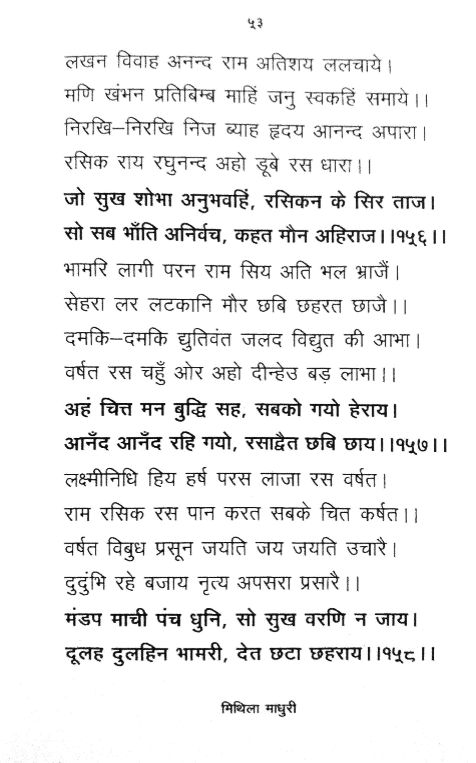 ५३
लखन विवाह अनन्द राम अतिशय ललचाये।
मणि खंभन प्रतिबिम्ब माहिं जनु स्वकहिं समाये।।
निरखि–निरखि निज ब्याह हृदय आनन्द अपारा।
रसिक राय रघुनन्द अहो डूबे रस धारा।।
जो सुख शोभा अनुभवहिं, रसिकन के सिर ताज।
सो सब भाँति अनिर्वच, कहत मौन अहिराज।।१५६।।
भामरि लागी परन राम सिय अति भल भ्राजैं।
सेहरा लर लटकानि मौर छबि छहरत छाजै।।
दमकि–दमकि द्युतिवंत जलद विद्युत की आभा।
वर्षत रस चहुँ ओर अहो दीन्हेउ बड़ लाभा।।
अहं चित्त मन बुद्धि सह, सबको गयो हेराय।
आनँद आनँद रहि गयो, रसाद्वैत छबि छाय।।१५७।।
लक्ष्मीनिधि हिय हर्ष परस लाजा रस वर्षत।
राम रसिक रस पान करत सबके चित कर्षत।।
वर्षत विबुध प्रसून जयति जय जयति उचारै।
दुदुंभि रहे बजाय नृत्य अपसरा प्रसारै।।
मंडप माची पंच धुनि, सो सुख वरणि न जाय।
दूलह दुलहिन भामरी, देत छटा छहराय।।१५८।।
मिथिला माधुरी